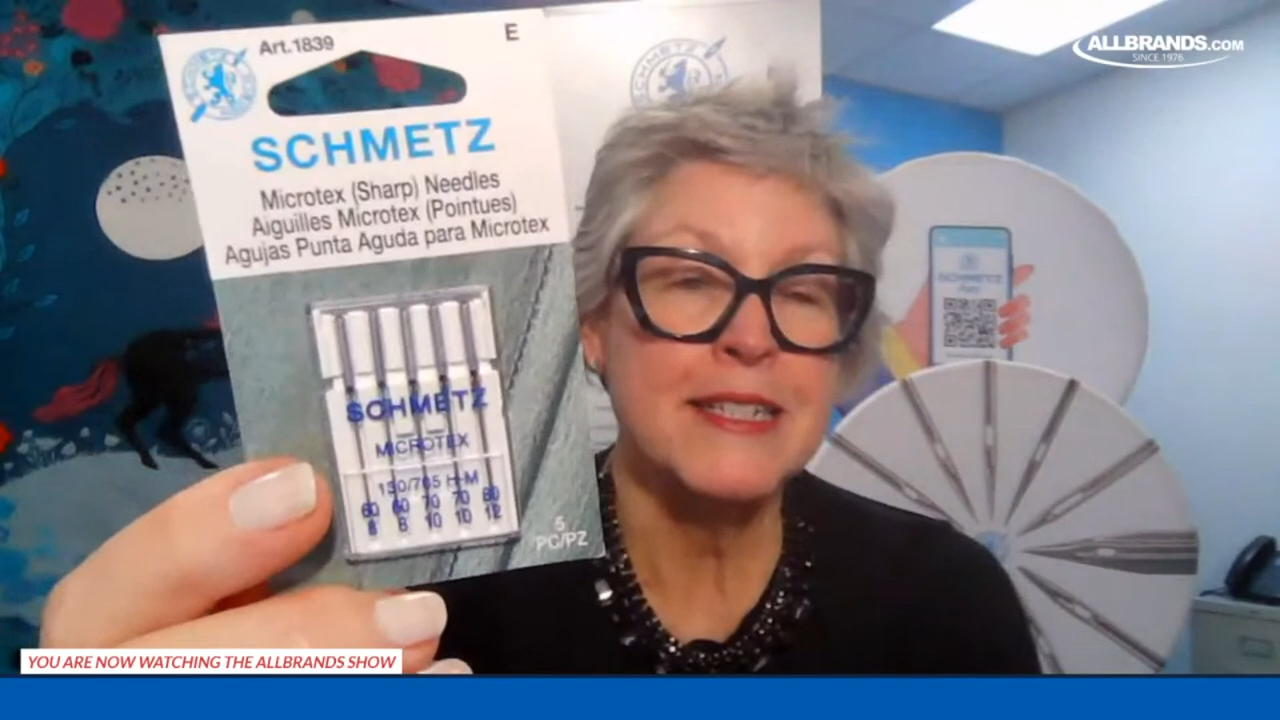 Art.1839
E
SCHMETZ
Microtex (Sharp) Needles
Aiguilles Microtex (Pointues)
Agujas Punta Aguda para Microtex
SCHMETZ
MICROTEX
130/705 H-M
60 60 70 70 80
8 8 10 10 12
5
PC/PZ
SCHMETZ
SCHMETZ
ALLBRANDS.COM
SINCE 1976
YOU ARE NOW WATCHING THE ALLBRANDS SHOW